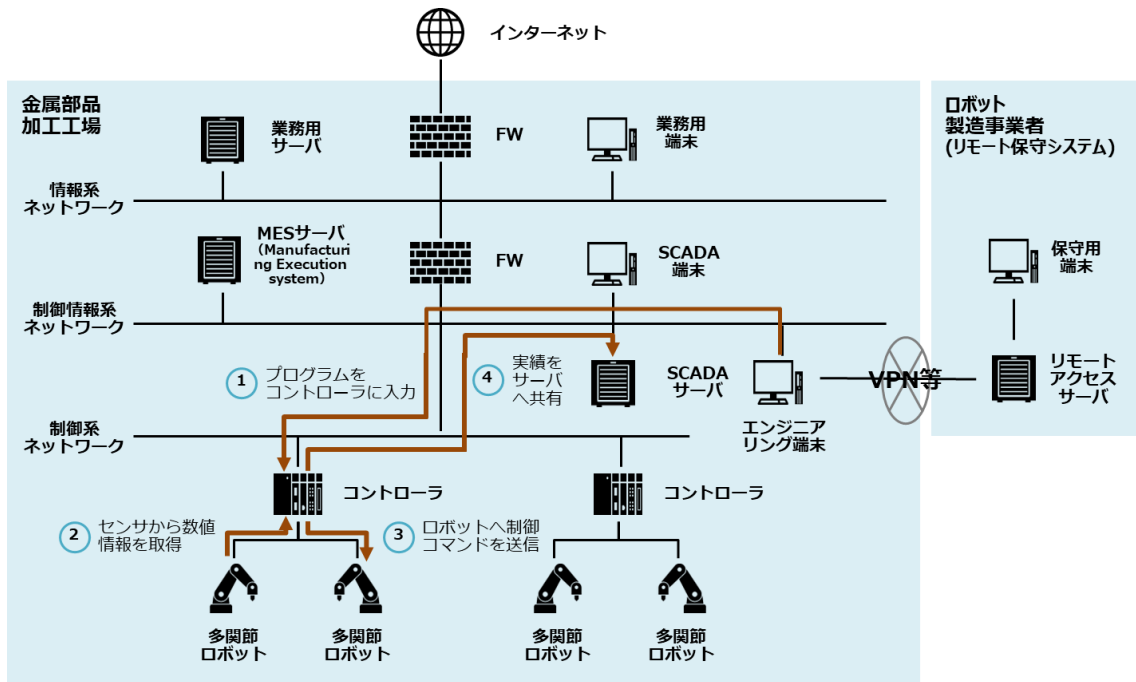 インターネット
金属部品
加工工場
業務用
サーバ
FW
業務用
端末
ロボット
製造事業者
(リモート保守システム)
情報系
ネットワーク
MESサーバ
(Manufacturi
ng Execution
system)
FW
SCADA
端末
保守用
端末
制御情報系
ネットワーク
1
プログラムを
コントローラに入力
4
実績を
サーバ
へ共有
SCADA
サーバ
エンジニア
リング端末
VPN等
リモート
アクセス
サーバ
制御系
ネットワーク
コントローラ
コントローラ
2
センサから数値
情報を取得
3
ロボットへ制御
コマンドを送信
多関節
ロボット
多関節
ロボット
多関節
ロボット
多関節
ロボット